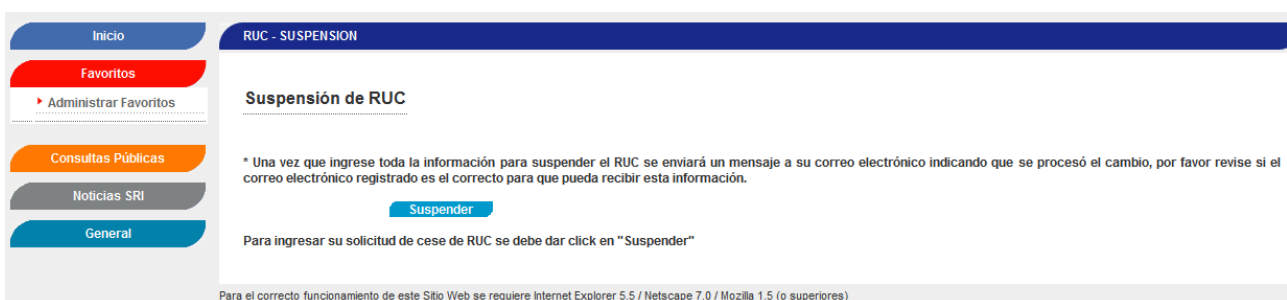 Inicio
RUC - SUSPENSION
Favoritos
Administrar Favoritos
Suspensión de RUC
Consultas Públicas
* Una vez que ingrese toda la información para suspender el RUC se enviará un mensaje a su correo electrónico indicando que se procesó el cambio, por favor revise si el
correo electrónico registrado es el correcto para que pueda recibir esta información.
Noticias SRI
Suspender
General
Para ingresar su solicitud de cese de RUC se debe dar click en "Suspender"
Para el correcto funcionamiento de este Sitio Web se requiere Internet Explorer 5.5 / Netscape 7.0 / Mozilla 1.5 (o superiores)